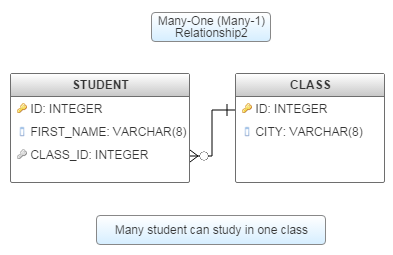 Many-One (Many-1)
Relationship2
STUDENT
ID: INTEGER
FIRST_NAME: VARCHAR(8)
CLASS_ID: INTEGER
CLASS
ID: INTEGER
CITY: VARCHAR(8)
Many student can study in one class